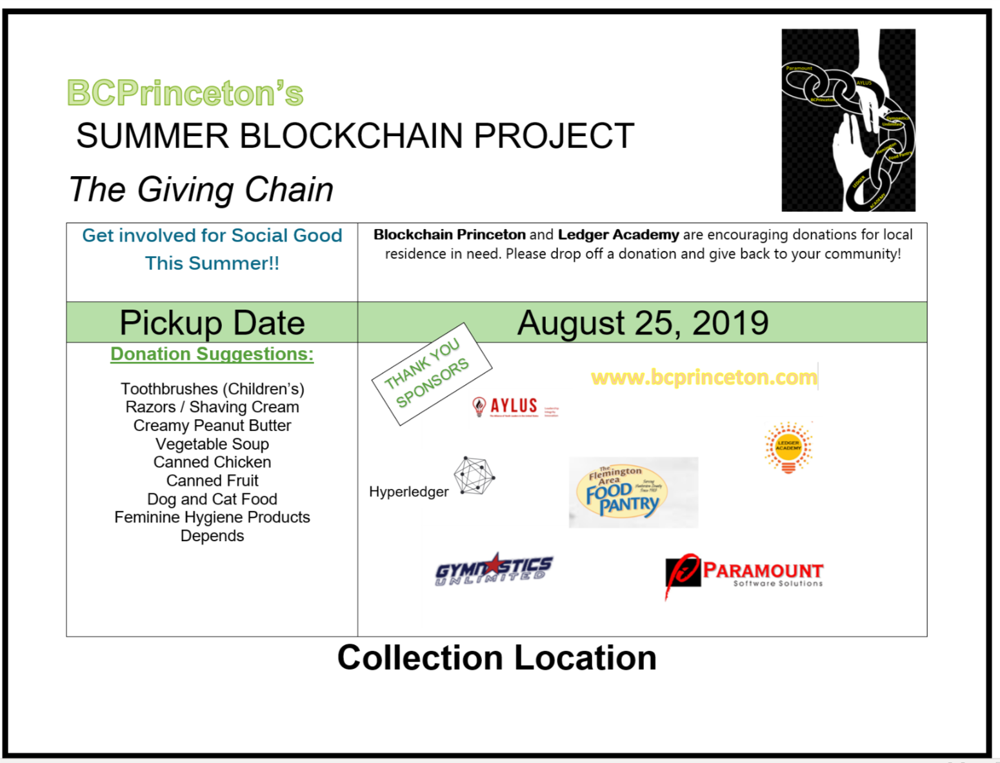 BCPrinceton's
SUMMER BLOCKCHAIN PROJECT
The Giving Chain
Paramount
AYLUS
BCPrinceton
Gymnastics
Unlimited
Flemington
Food Pantry
LEDGER
ACADEMY
Get involved for Social Good
This Summer!!
Blockchain Princeton and Ledger Academy are encouraging donations for local
residence in need. Please drop off a donation and give back to your community!
Pickup Date
August 25, 2019
Donation Suggestions:
Toothbrushes (Children's)
Razors / Shaving Cream
Creamy Peanut Butter
Vegetable Soup
Canned Chicken
Canned Fruit
Dog and Cat Food
Feminine Hygiene Products
Depends
THANK YOU
SPONSORS
www.bcprinceton.com
AYLUS
LEDGER
ACADEMY
Hyperledger
The
Flemington
Area
FOOD
PANTRY
Serving
Hunterdon County
Since 1983
GYMNASTICS
UNLIMITED
PARAMOUNT
Software Solutions
Collection Location